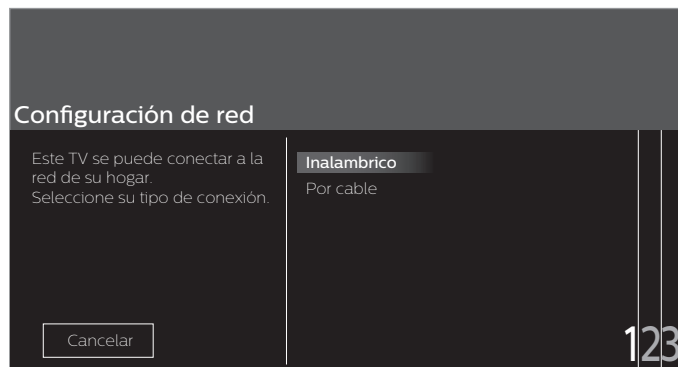 Configuración de red
Este TV se puede conectar a la
red de su hogar.
Seleccione su tipo de conexión.
Inalambrico
Por cable
Cancelar
123